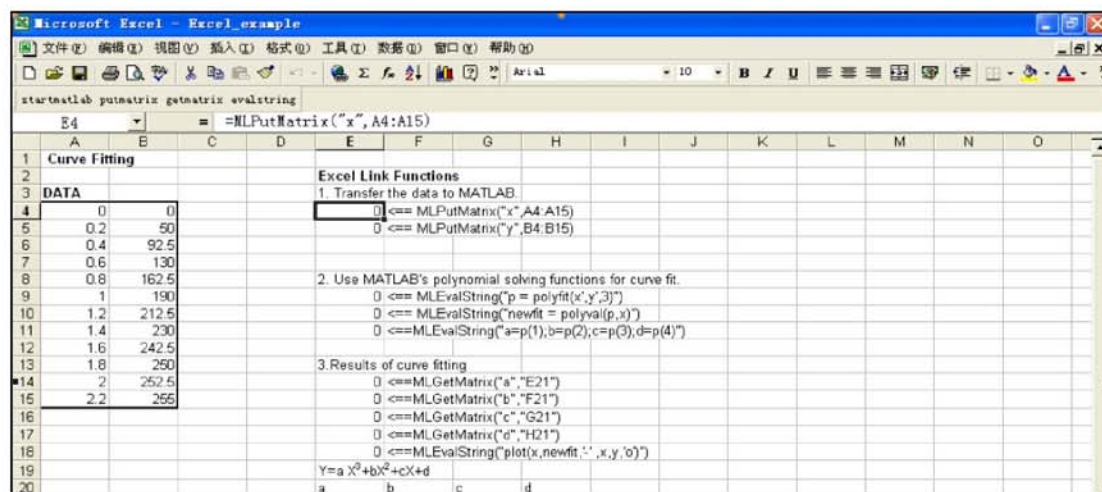 Microsoft Excel - Excel_example
文件(F) 编辑(E) 视图(V) 插入(I) 格式(O) 工具(T) 数据(D) 窗口(W) 帮助(H)
Arial 10 B I U
startmatlab putmatrix getmatrix evalstring
E4 = =MLPutMatrix("x",A4:A15)
A B C D E F G H I J K L M N O
1 Curve Fitting
2 Excel Link Functions
3 DATA 1. Transfer the data to MATLAB.
4 0 0 0 <== MLPutMatrix("x",A4:A15)
5 0.2 50 0 <== MLPutMatrix("y",B4:B15)
6 0.4 92.5
7 0.6 130
8 0.8 162.5 2. Use MATLAB's polynomial solving functions for curve fit.
9 1 190 0 <== MLEvalString("p = polyfit(x',y',3)")
10 1.2 212.5 0 <== MLEvalString("newfit = polyval(p,x)")
11 1.4 230 0 <==MLEvalString("a=p(1);b=p(2);c=p(3);d=p(4)")
12 1.6 242.5
13 1.8 250 3.Results of curve fitting
14 2 252.5 0 <==MLGetMatrix("a","E21")
15 2.2 255 0 <==MLGetMatrix("b","F21")
16 0 <==MLGetMatrix("c","G21")
17 0 <==MLGetMatrix("d","H21")
18 0 <==MLEvalString("plot(x,newfit,'-' ,x,y,'o')")
19 Y=a X³+bX²+cX+d
20 a b c d